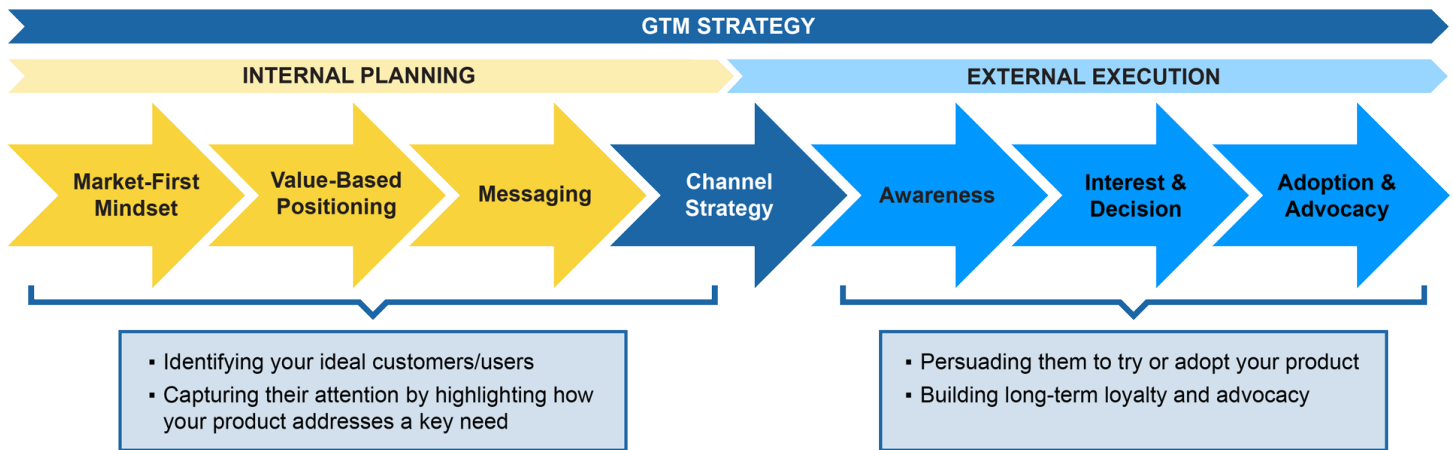 GTM STRATEGY
INTERNAL PLANNING
EXTERNAL EXECUTION
Market-First
Mindset
Value-Based
Positioning
Messaging
Channel
Strategy
Awareness
Interest &
Decision
Adoption &
Advocacy
▪ Identifying your ideal customers/users
▪ Capturing their attention by highlighting how
your product addresses a key need
▪ Persuading them to try or adopt your product
▪ Building long-term loyalty and advocacy